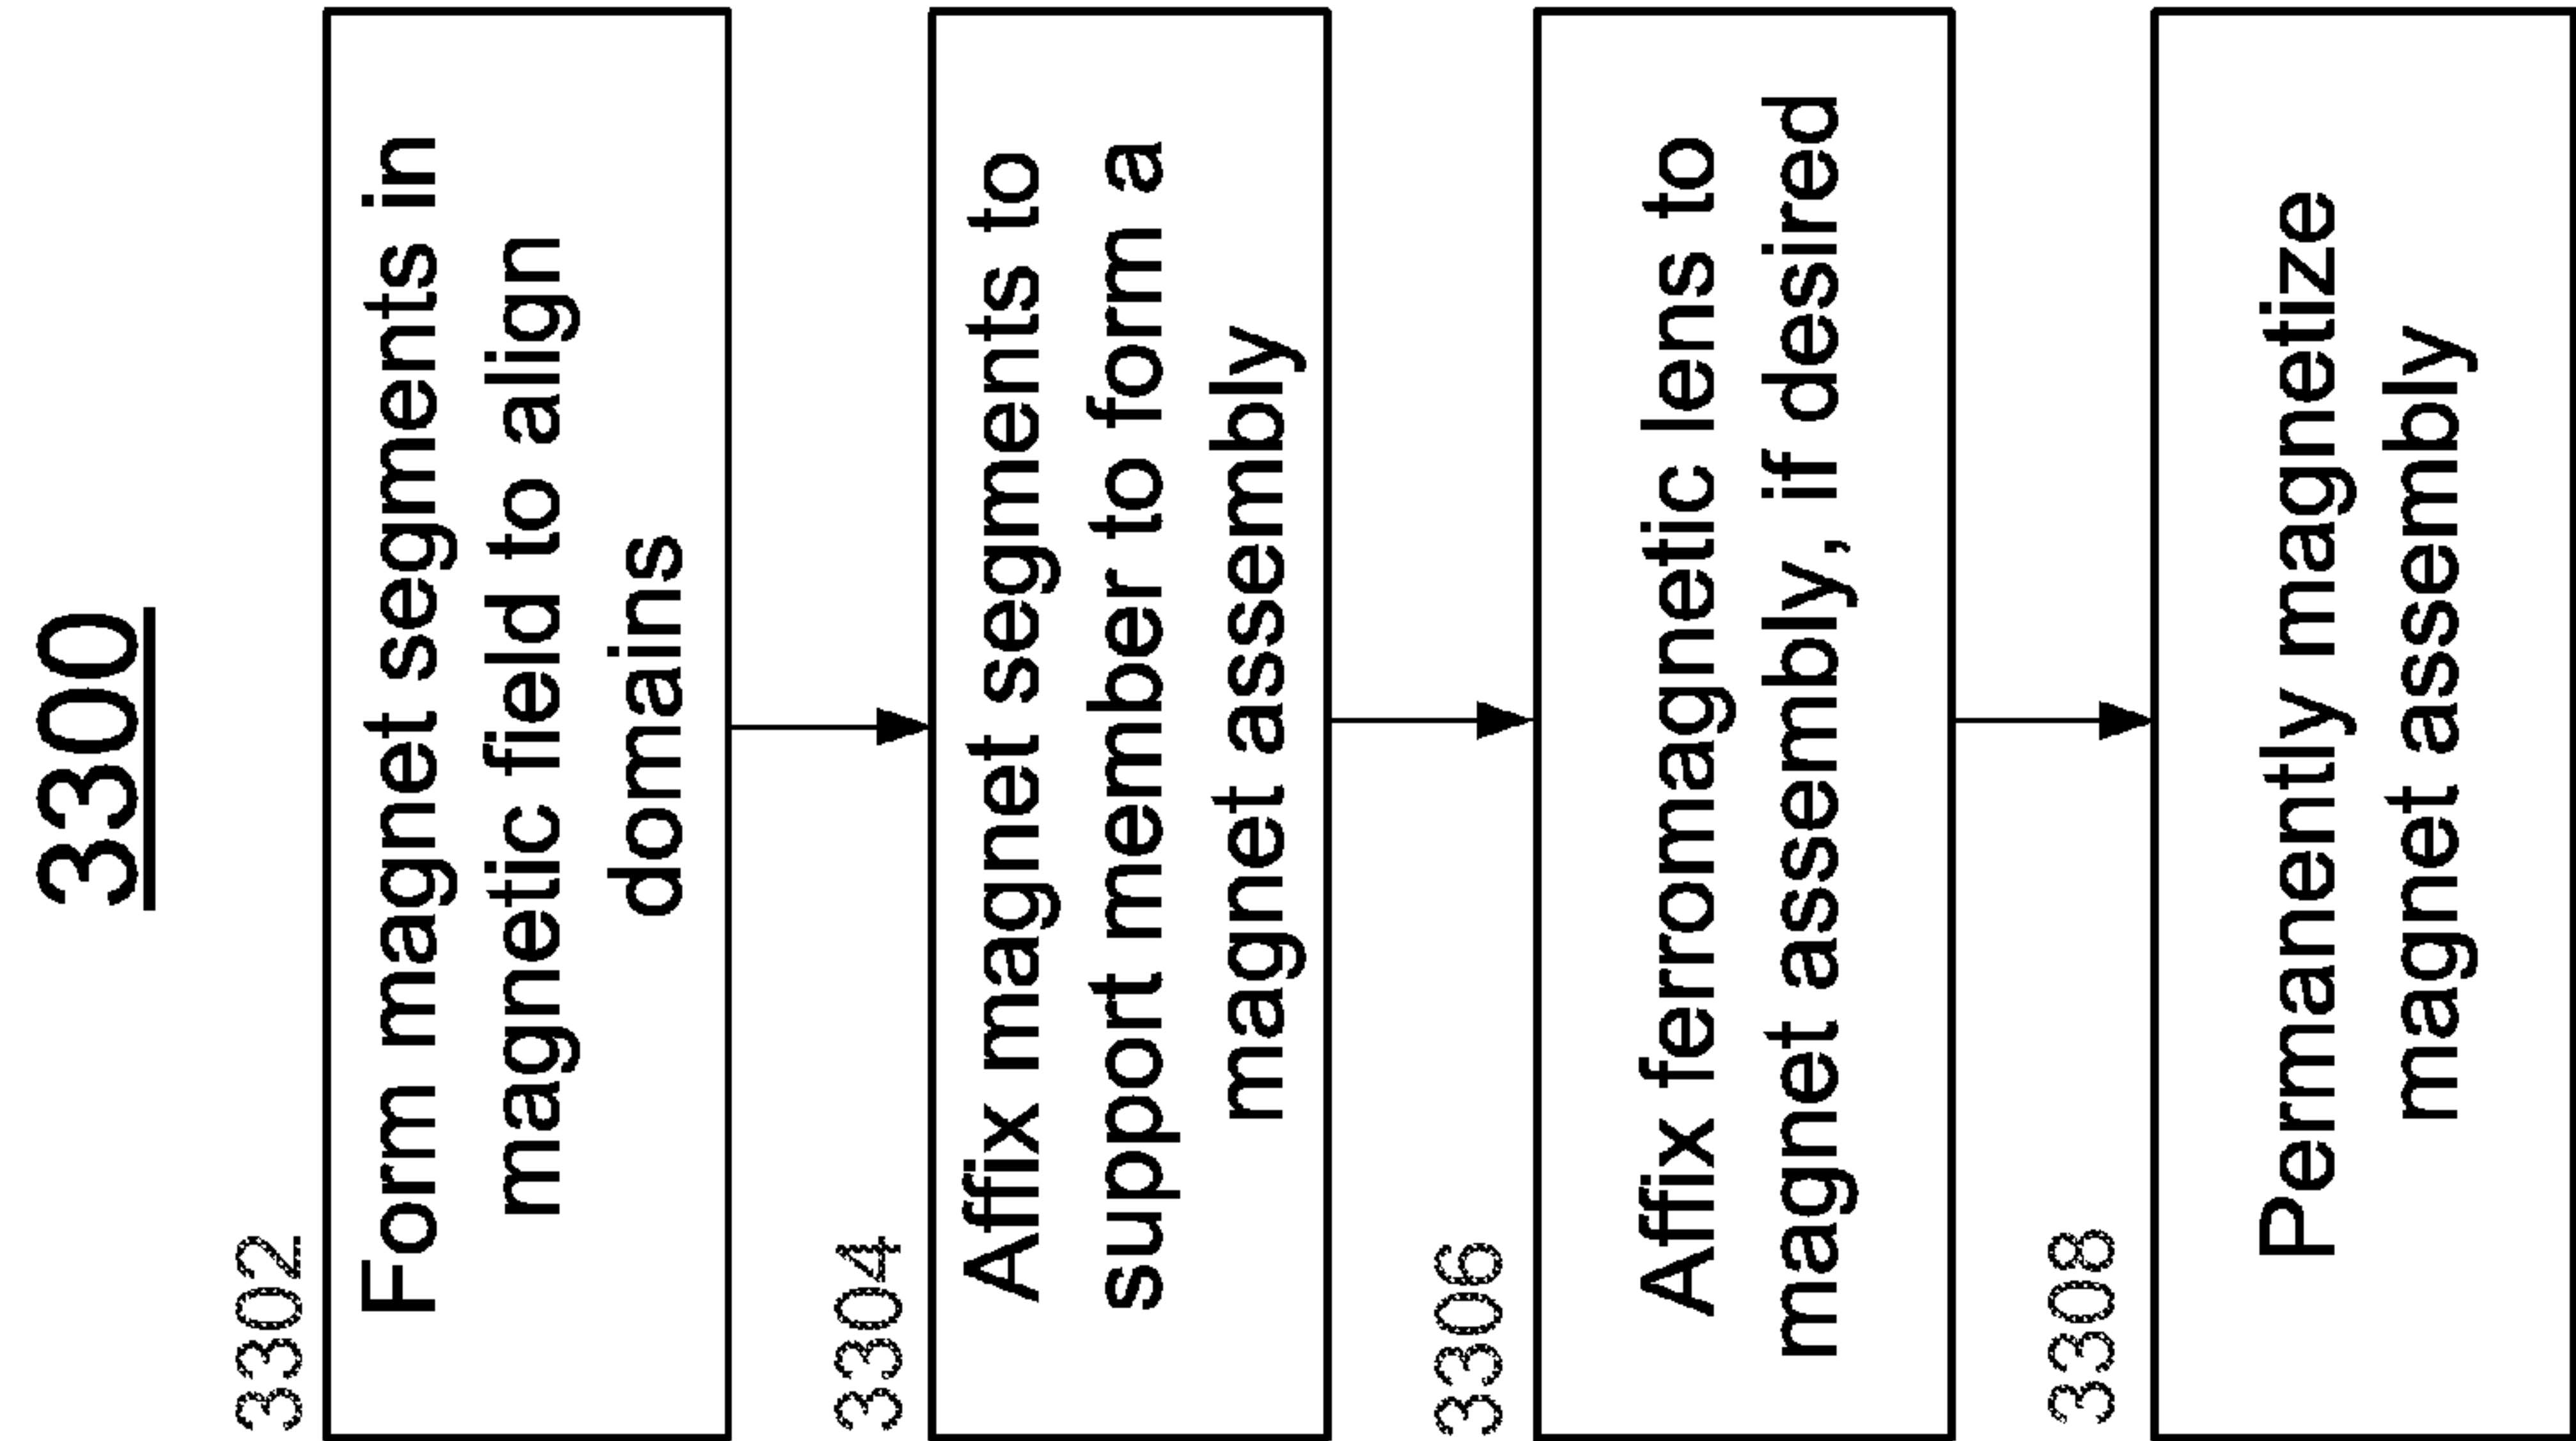 3300
3302
Form magnet segments in
magnetic field to align
domains
3304
Affix magnet segments to
support member to form a
magnet assembly
3306
Affix ferromagnetic lens to
magnet assembly, if desired
3308
Permanently magnetize
magnet assembly